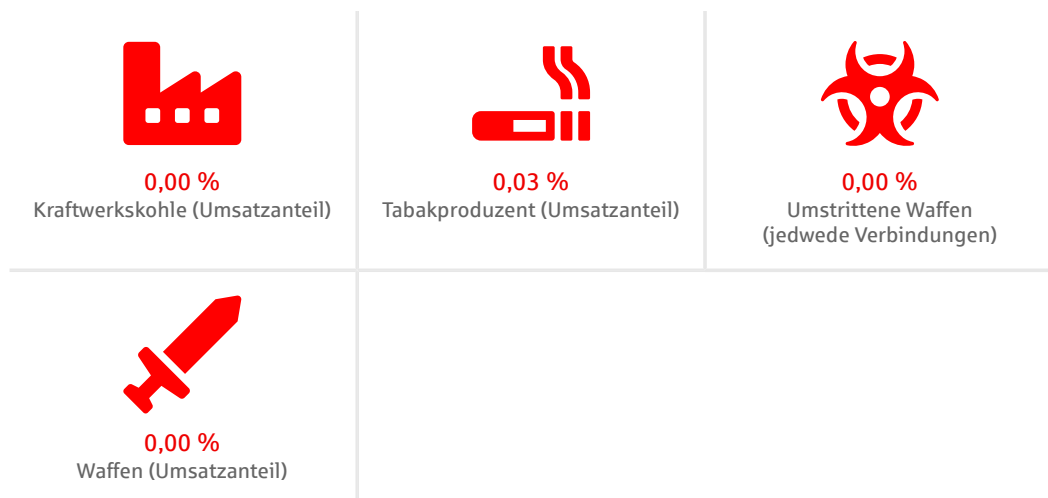 0,00 %
Kraftwerkskohle (Umsatzanteil)
0,03 %
Tabakproduzent (Umsatzanteil)
0,00 %
Umstrittene Waffen
(jedwede Verbindungen)
0,00 %
Waffen (Umsatzanteil)